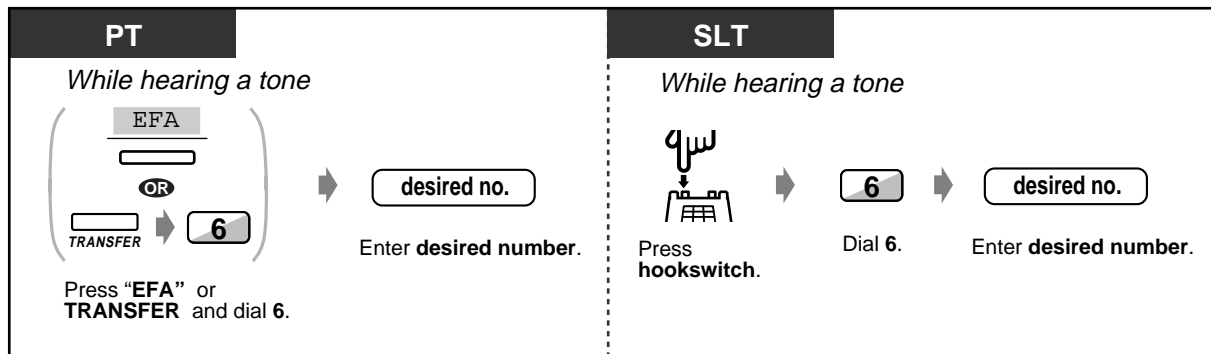 PT
While hearing a tone
EFA
OR
TRANSFER
6
Press “EFA” or
TRANSFER and dial 6.
desired no.
Enter desired number.
SLT
While hearing a tone
Press
hookswitch.
6
Dial 6.
desired no.
Enter desired number.